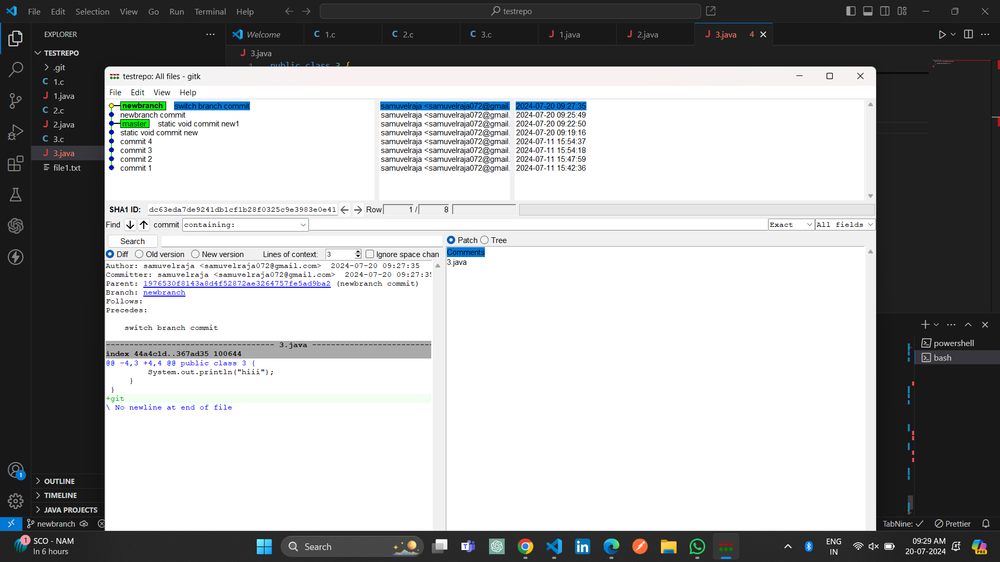 File Edit Selection View Go Run Terminal Help
testrepo
EXPLORER
Welcome
1.c
2.c
3.c
1.java
2.java
3.java 4
TESTREPO
3.java
.git
1.c
1.java
2.c
2.java
3.c
3.java
file1.txt
1 public class 3 {
testrepo: All files - gitk
File Edit View Help
newbranch switch branch commit samuvelraja <samuvelraja072@gmail. 2024-07-20 09:27:35
newbranch commit samuvelraja <samuvelraja072@gmail. 2024-07-20 09:25:49
master static void commit new1 samuvelraja <samuvelraja072@gmail. 2024-07-20 09:22:50
static void commit new samuvelraja <samuvelraja072@gmail. 2024-07-20 09:19:16
commit 4 samuvelraja <samuvelraja072@gmail. 2024-07-11 15:54:37
commit 3 samuvelraja <samuvelraja072@gmail. 2024-07-11 15:54:18
commit 2 samuvelraja <samuvelraja072@gmail. 2024-07-11 15:47:59
commit 1 samuvelraja <samuvelraja072@gmail. 2024-07-11 15:42:36
SHA1 ID: dc63eda7de9241db1cf1b28f0325c9e3983e0e41 Row 1 / 8
Find commit containing: Exact All fields
Search
Patch Tree
Diff Old version New version Lines of context: 3 Ignore space chan
Comments
3.java
Author: samuvelraja <samuvelraja072@gmail.com> 2024-07-20 09:27:35
Committer: samuvelraja <samuvelraja072@gmail.com> 2024-07-20 09:27:35
Parent: 1976530f8143a8d4f52872ae3264757fe5ad9ba2 (newbranch commit)
Branch: newbranch
Follows:
Precedes:
switch branch commit
------------------------------------ 3.java --------------------------
index 44a4c1d..367ad35 100644
@@ -4,3 +4,4 @@ public class 3 {
System.out.println("hiii");
}
}
+git
\ No newline at end of file
powershell
bash
1
OUTLINE
TIMELINE
JAVA PROJECTS
newbranch
TabNine:
Prettier
1
SCO - NAM
In 6 hours
Search
PRE
ENG
IN
09:29 AM
20-07-2024